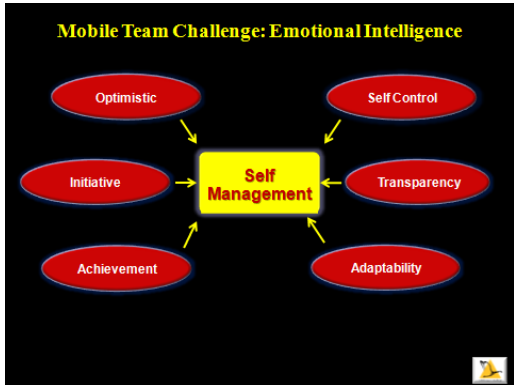 Mobile Team Challenge: Emotional Intelligence
Optimistic
Self Control
Self
Management
Initiative
Transparency
Achievement
Adaptability